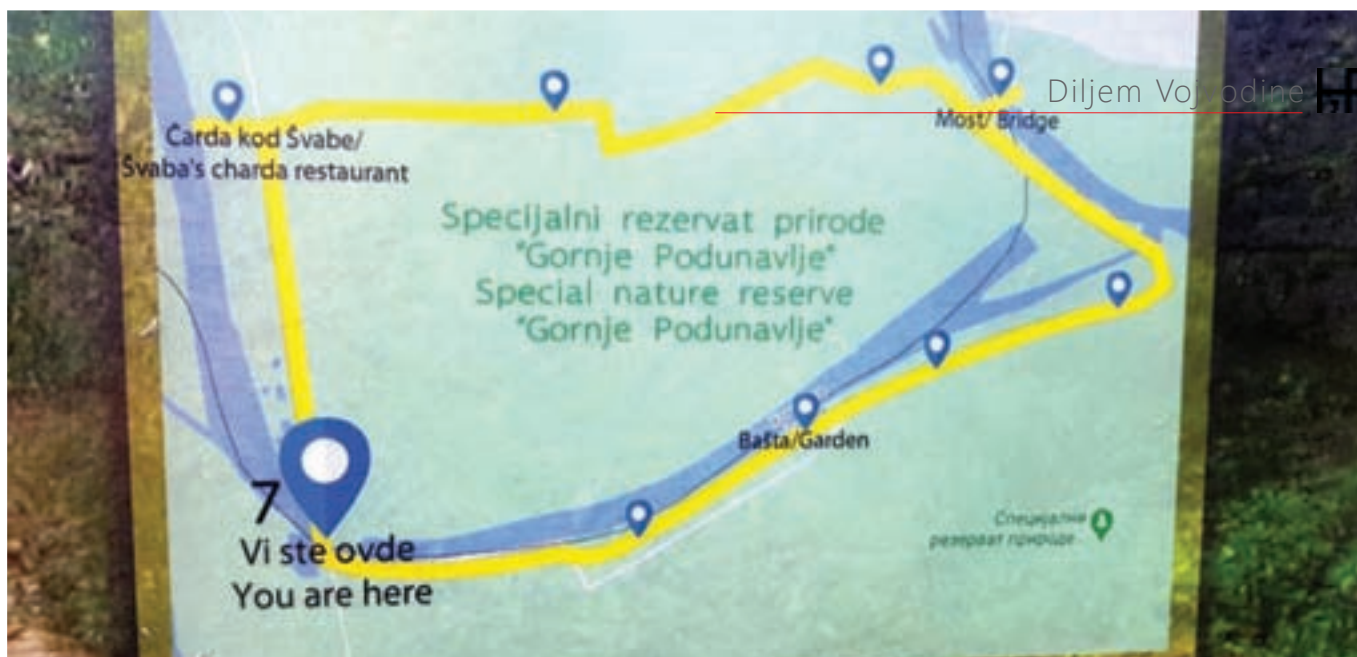 Diljem Vojvodine
Čarda kod Švabe/
Švaba's charda restaurant
Most/ Bridge
Specijalni rezervat prirode
"Gornje Podunavlje"
Special nature reserve
"Gornje Podunavlje"
Bašta/Garden
7
Vi ste ovde
You are here
Специјални
резерват природе